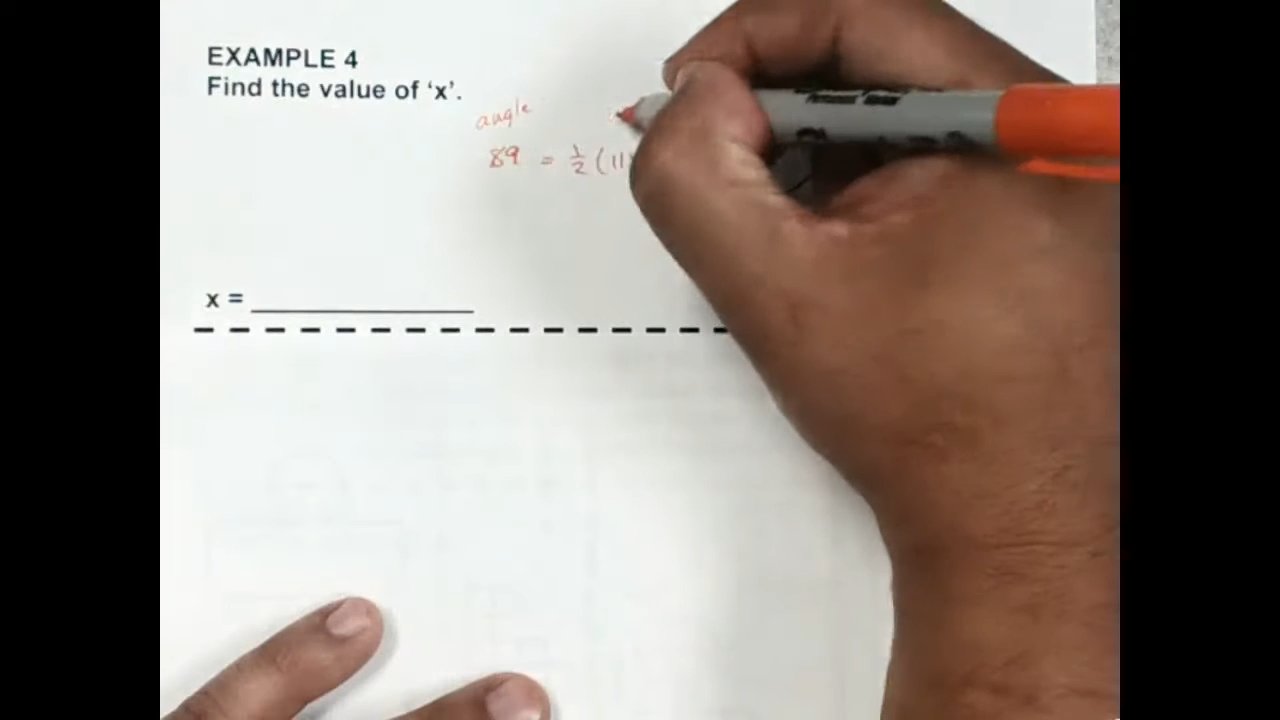 EXAMPLE 4
Find the value of 'x'.
angle
89 = 1/2 (11
x =